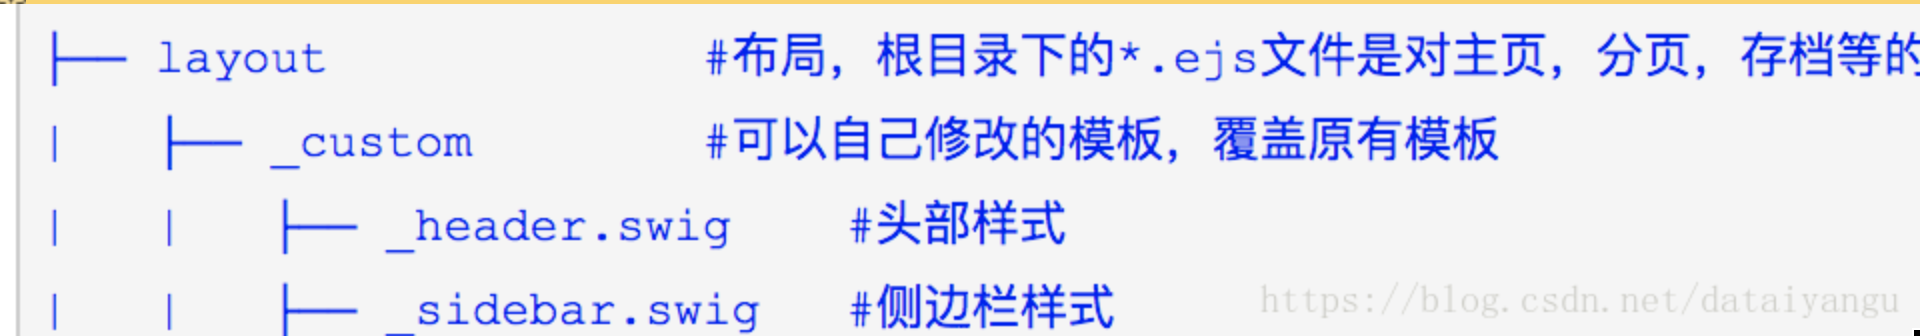 ├── layout #布局，根目录下的*.ejs文件是对主页，分页，存档等的
| ├── _custom #可以自己修改的模板，覆盖原有模板
| | ├── _header.swig #头部样式
| | ├── _sidebar.swig #侧边栏样式
https://blog.csdn.net/dataiyangu